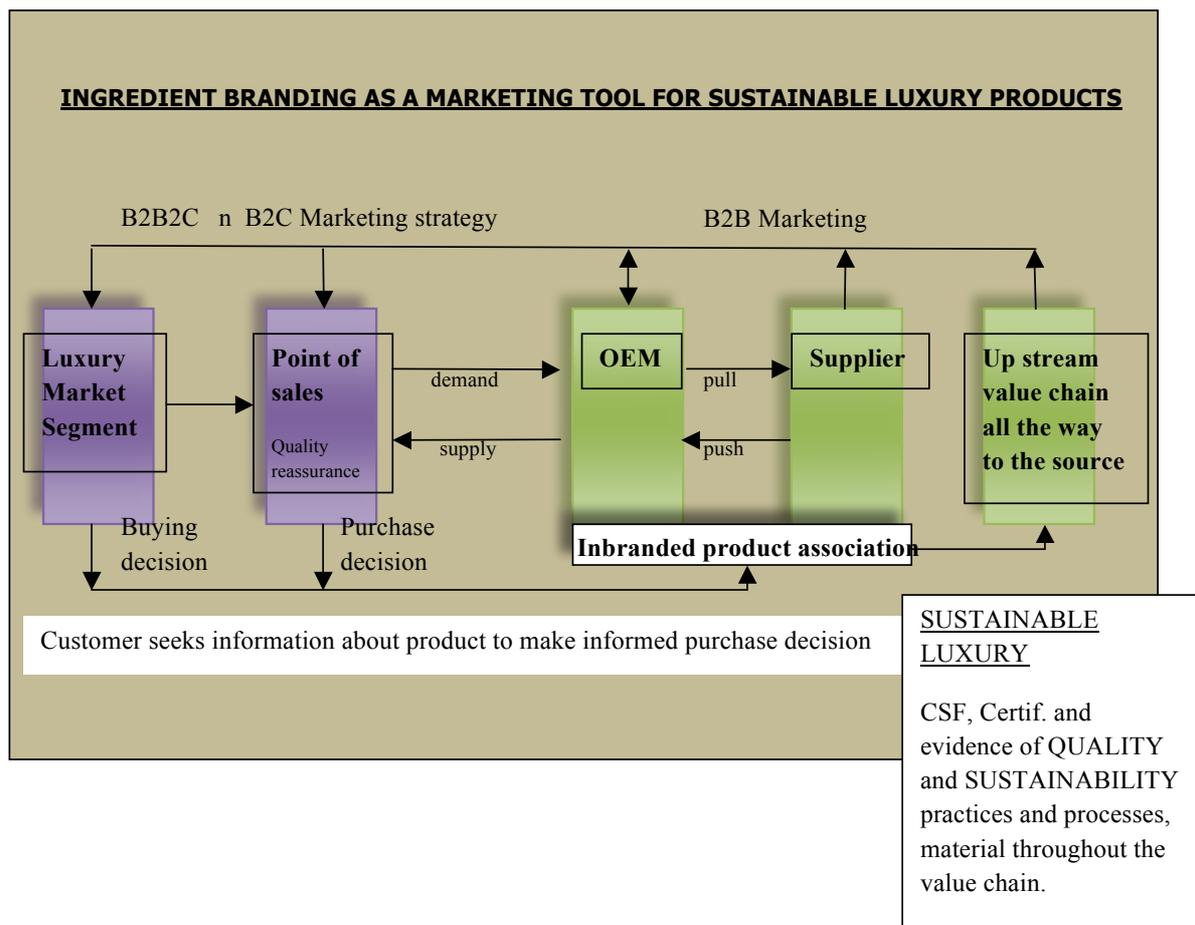 INGREDIENT BRANDING AS A MARKETING TOOL FOR SUSTAINABLE LUXURY PRODUCTS
B2B2C n B2C Marketing strategy
B2B Marketing
Luxury
Market
Segment
Point of
sales
Quality
reassurance
demand
supply
OEM
pull
push
Supplier
Up stream
value chain
all the way
to the source
Buying
decision
Purchase
decision
Inbranded product association
Customer seeks information about product to make informed purchase decision
SUSTAINABLE
LUXURY
CSF, Certif. and
evidence of QUALITY
and SUSTAINABILITY
practices and processes,
material throughout the
value chain.